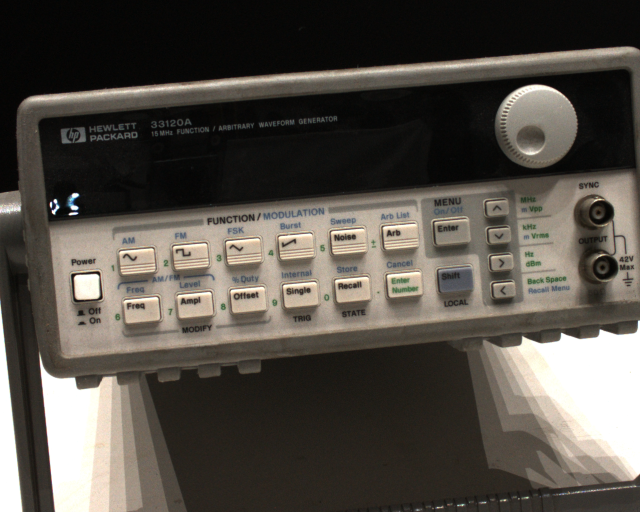 hp HEWLETT PACKARD
33120A
15 MHz FUNCTION / ARBITRARY WAVEFORM GENERATOR
FUNCTION / MODULATION
AM FM FSK Burst Sweep Arb List
1 2 3 4 5 Noise ± Arb
MENU
On/Off
Enter
Power
Off
On
AM/FM
Freq Level % Duty Internal Store Cancel
6 Freq 7 Ampl 8 Offset 9 Single 0 Recall Enter Number
MODIFY TRIG STATE
Shift
LOCAL
^ MHz m Vpp
v kHz m Vrms
> Hz dBm
< Back Space Recall Menu
SYNC
OUTPUT
42V Max